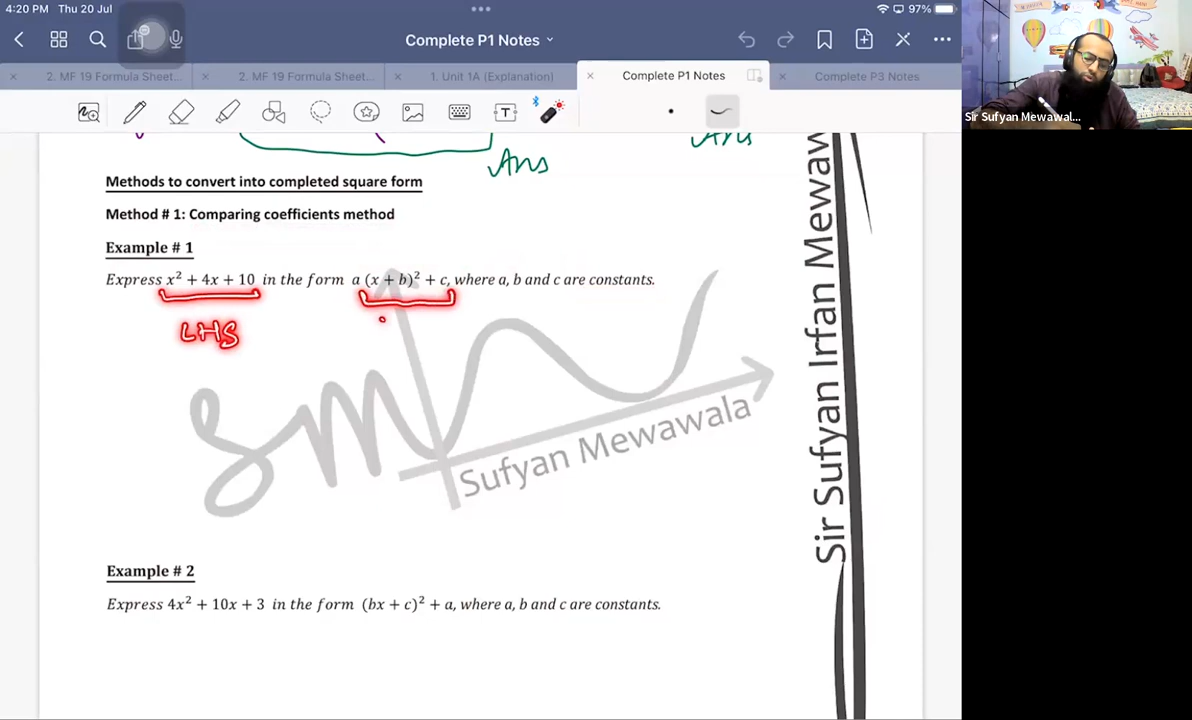 4:20 PM Thu 20 Jul
97%
Complete P1 Notes
2. MF 19 Formula Sheet...
2. MF 19 Formula Sheet...
1. Unit 1A (Explanation)
Complete P1 Notes
Complete P3 Notes
Sir Sufyan Mewawal...
Ans
Ans
Methods to convert into completed square form
Method # 1: Comparing coefficients method
Example # 1
Express x² + 4x + 10 in the form a (x + b)² + c, where a, b and c are constants.
LHS
sm
Sufyan Mewawala
Sir Sufyan Irfan Mewaw
Example # 2
Express 4x² + 10x + 3 in the form (bx + c)² + a, where a, b and c are constants.